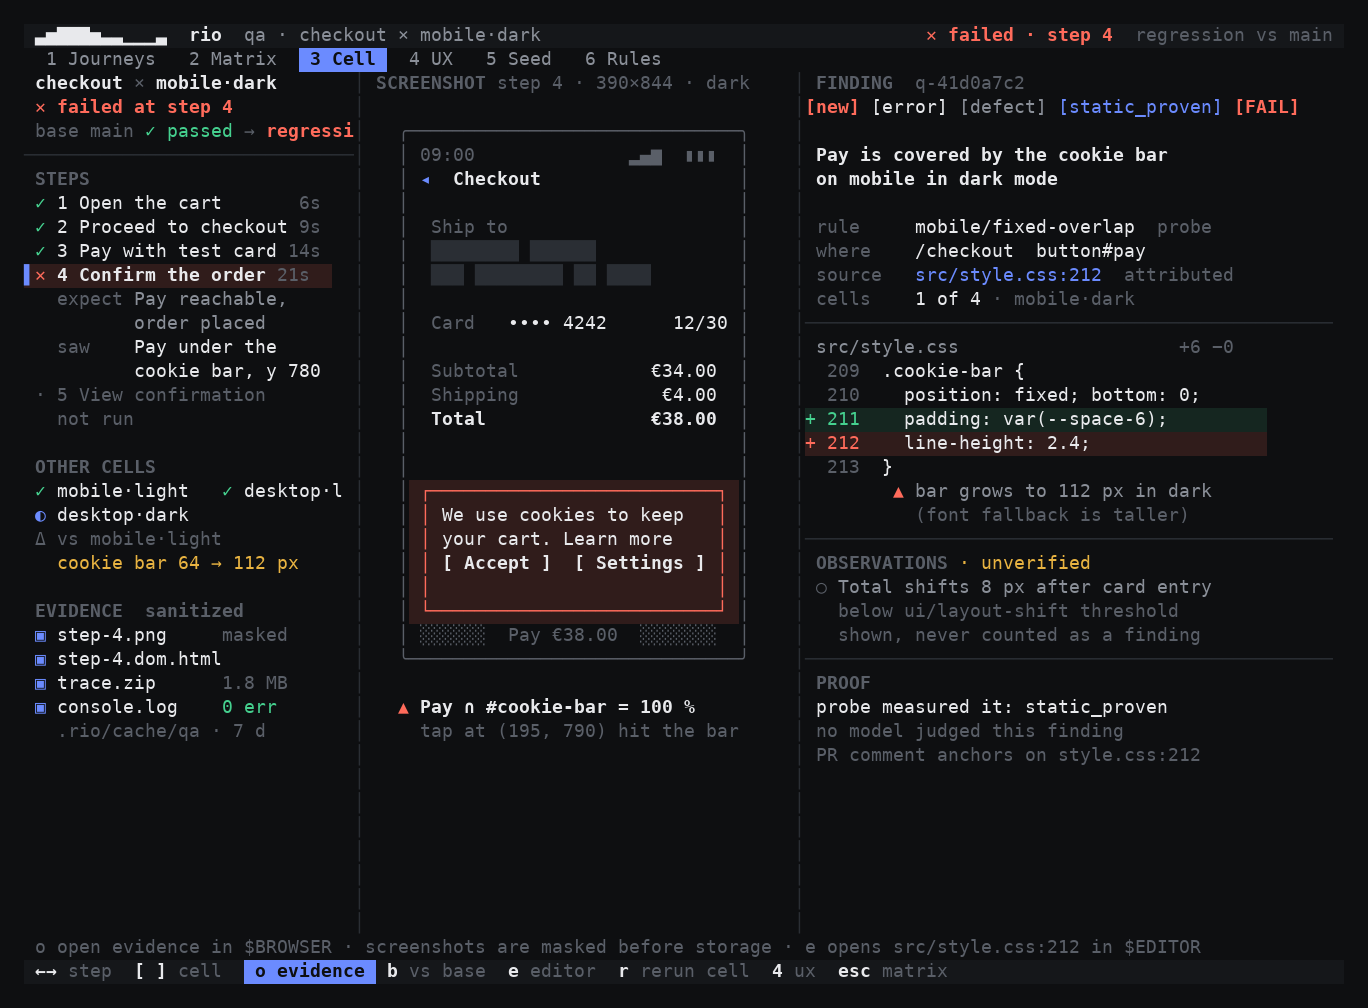 rio qa · checkout × mobile·dark ✕ failed · step 4 regression vs main
1 Journeys 2 Matrix 3 Cell 4 UX 5 Seed 6 Rules
checkout × mobile·dark
✕ failed at step 4
base main ✓ passed → regressi
STEPS
✓ 1 Open the cart 6s
✓ 2 Proceed to checkout 9s
✓ 3 Pay with test card 14s
✕ 4 Confirm the order 21s
expect Pay reachable,
order placed
saw Pay under the
cookie bar, y 780
· 5 View confirmation
not run
OTHER CELLS
✓ mobile·light ✓ desktop·l
◐ desktop·dark
Δ vs mobile·light
cookie bar 64 → 112 px
EVIDENCE sanitized
▣ step-4.png masked
▣ step-4.dom.html
▣ trace.zip 1.8 MB
▣ console.log 0 err
.rio/cache/qa · 7 d
SCREENSHOT step 4 · 390×844 · dark
09:00
◂ Checkout
Ship to
Card •••• 4242 12/30
Subtotal €34.00
Shipping €4.00
Total €38.00
We use cookies to keep
your cart. Learn more
[ Accept ] [ Settings ]
Pay €38.00
▲ Pay ∩ #cookie-bar = 100 %
tap at (195, 790) hit the bar
FINDING q-41d0a7c2
[new] [error] [defect] [static_proven] [FAIL]
Pay is covered by the cookie bar
on mobile in dark mode
rule mobile/fixed-overlap probe
where /checkout button#pay
source src/style.css:212 attributed
cells 1 of 4 · mobile·dark
src/style.css +6 −0
209 .cookie-bar {
210 position: fixed; bottom: 0;
+ 211 padding: var(--space-6);
+ 212 line-height: 2.4;
213 }
▲ bar grows to 112 px in dark
(font fallback is taller)
OBSERVATIONS · unverified
○ Total shifts 8 px after card entry
below ui/layout-shift threshold
shown, never counted as a finding
PROOF
probe measured it: static_proven
no model judged this finding
PR comment anchors on style.css:212
o open evidence in $BROWSER · screenshots are masked before storage · e opens src/style.css:212 in $EDITOR
←→ step [ ] cell o evidence b vs base e editor r rerun cell 4 ux esc matrix